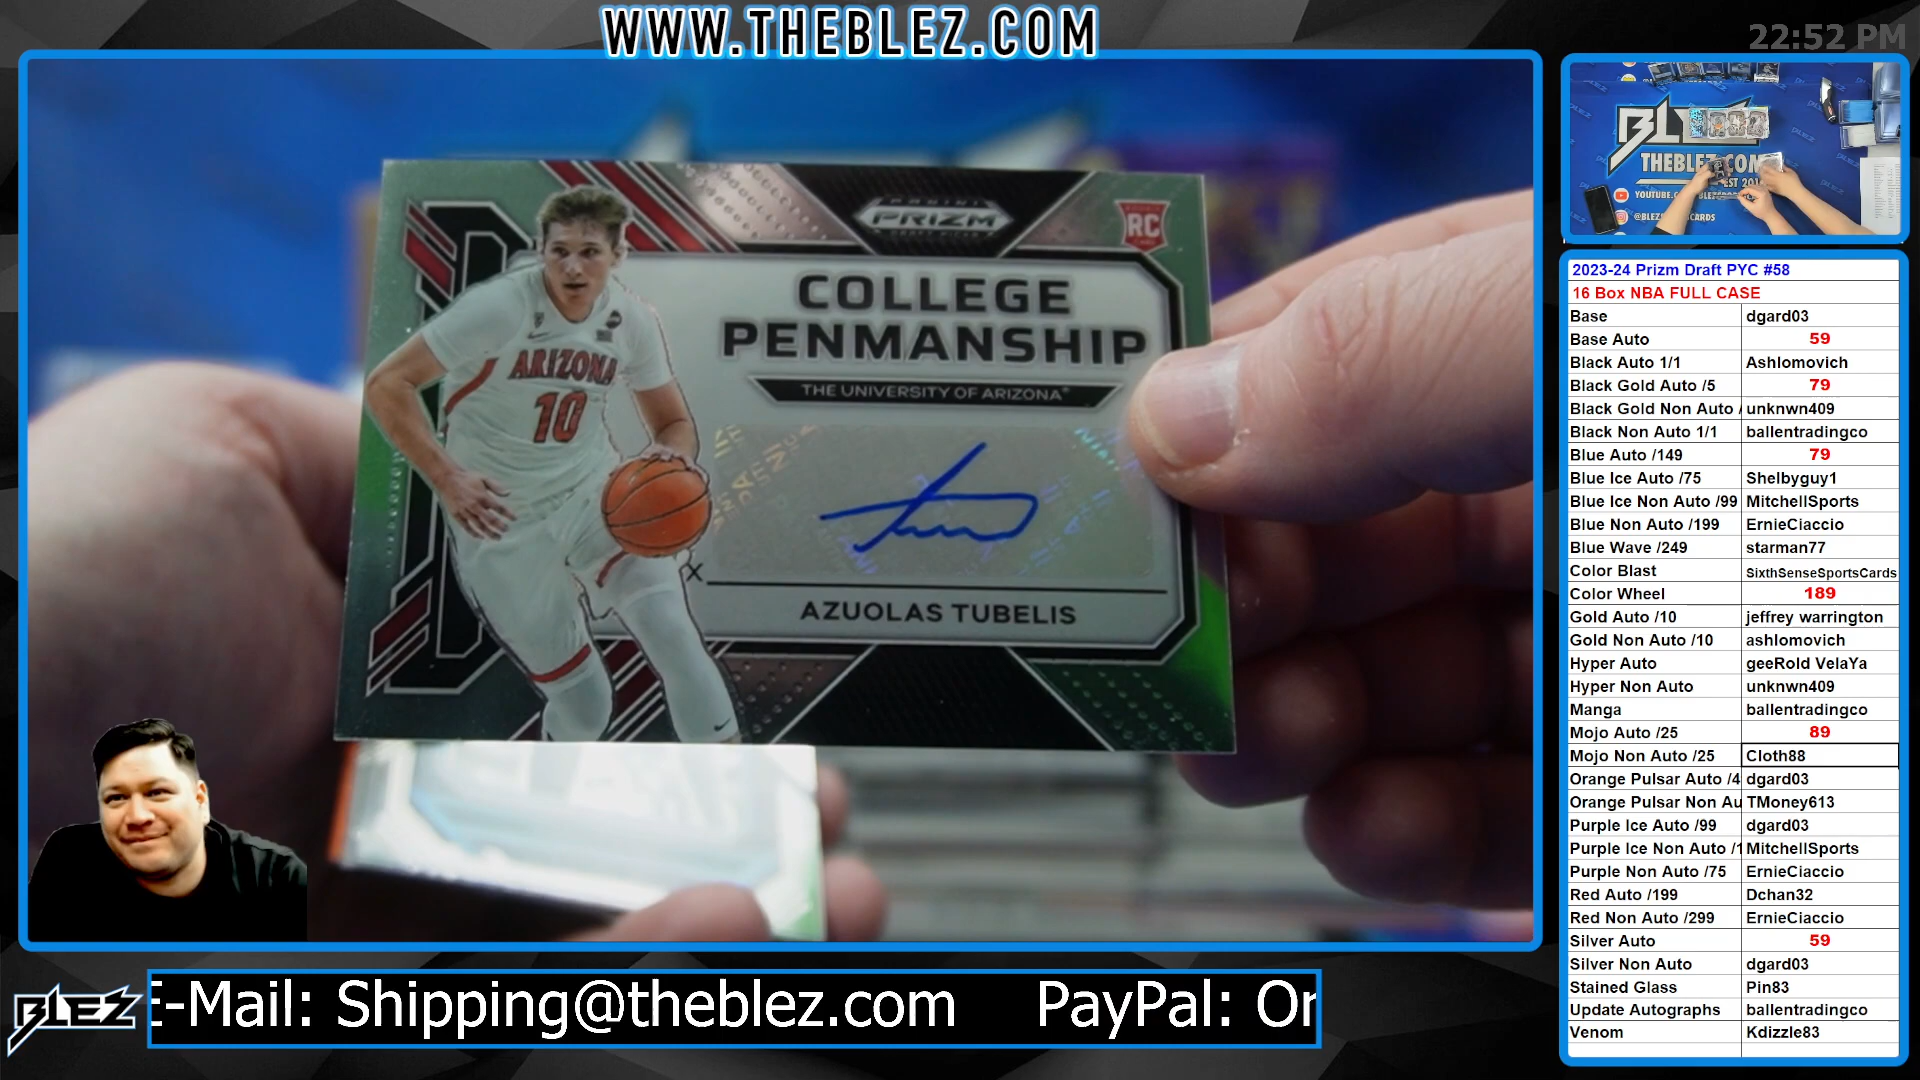 WWW.THEBLEZ.COM
22:52 PM
PANINI
PRIZM
DRAFT PICKS
RC
COLLEGE
PENMANSHIP
THE UNIVERSITY OF ARIZONA
ARIZONA
10
X
AZUOLAS TUBELIS
THEBLEZ.COM
2023-24 Prizm Draft PYC #58
16 Box NBA FULL CASE
Base dgard03
Base Auto 59
Black Auto 1/1 Ashlomovich
Black Gold Auto /5 79
Black Gold Non Auto / unknwn409
Black Non Auto 1/1 ballentradingco
Blue Auto /149 79
Blue Ice Auto /75 Shelbyguy1
Blue Ice Non Auto /99 MitchellSports
Blue Non Auto /199 ErnieCiaccio
Blue Wave /249 starman77
Color Blast SixthSenseSportsCards
Color Wheel 189
Gold Auto /10 jeffrey warrington
Gold Non Auto /10 ashlomovich
Hyper Auto geeRold VelaYa
Hyper Non Auto unknwn409
Manga ballentradingco
Mojo Auto /25 89
Mojo Non Auto /25 Cloth88
Orange Pulsar Auto /4 dgard03
Orange Pulsar Non Au TMoney613
Purple Ice Auto /99 dgard03
Purple Ice Non Auto /1 MitchellSports
Purple Non Auto /75 ErnieCiaccio
Red Auto /199 Dchan32
Red Non Auto /299 ErnieCiaccio
Silver Auto 59
Silver Non Auto dgard03
Stained Glass Pin83
Update Autographs ballentradingco
Venom Kdizzle83
BLEZ
E-Mail: Shipping@theblez.com PayPal: Or